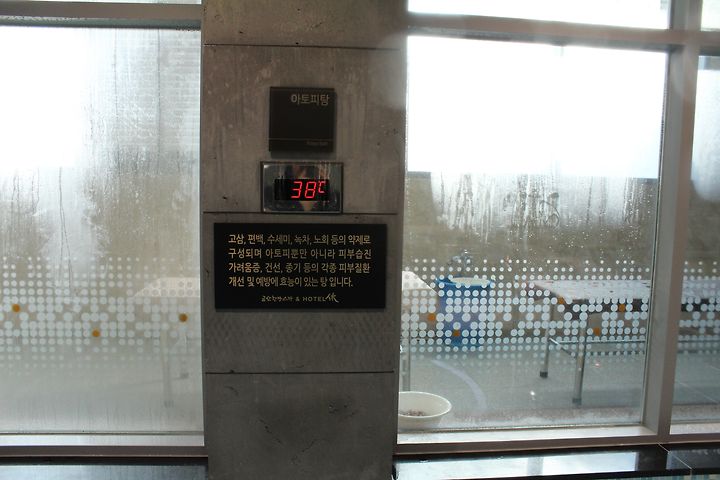 아토피탕
38℃
고삼, 편백, 수세미, 녹차, 노회 등의 약제로
구성되며 아토피뿐만 아니라 피부습진
가려움증, 건선, 종기 등의 각종 피부질환
개선 및 예방에 효능이 있는 탕 입니다.
& HOTEL